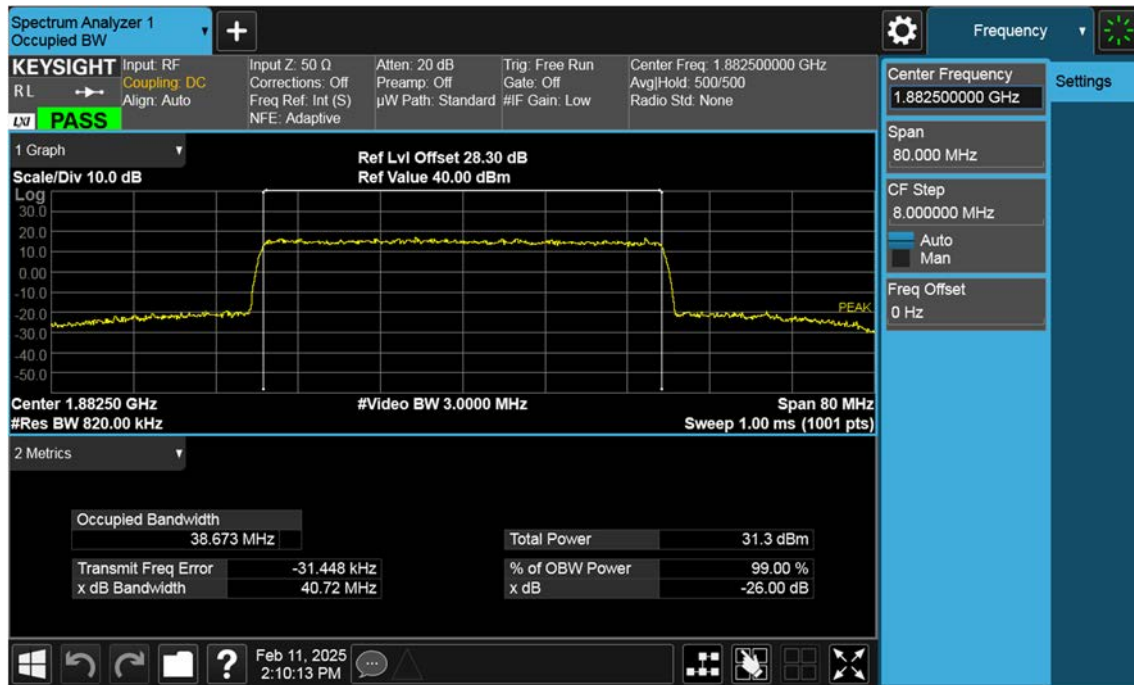 Spectrum Analyzer 1
Occupied BW
+
Frequency
KEYSIGHT
R L
LXI
PASS
Input: RF
Coupling: DC
Align: Auto
Input Z: 50 Ω
Corrections: Off
Freq Ref: Int (S)
NFE: Adaptive
Atten: 20 dB
Preamp: Off
µW Path: Standard
Trig: Free Run
Gate: Off
#IF Gain: Low
Center Freq: 1.882500000 GHz
Avg|Hold: 500/500
Radio Std: None
Center Frequency
1.882500000 GHz
Settings
Span
80.000 MHz
CF Step
8.000000 MHz
Auto
Man
Freq Offset
0 Hz
1 Graph
Scale/Div 10.0 dB
Ref Lvl Offset 28.30 dB
Ref Value 40.00 dBm
Log
30.0
20.0
10.0
0.00
-10.0
-20.0
-30.0
-40.0
-50.0
PEAK
Center 1.88250 GHz
#Video BW 3.0000 MHz
Span 80 MHz
#Res BW 820.00 kHz
Sweep 1.00 ms (1001 pts)
2 Metrics
Occupied Bandwidth
38.673 MHz
Total Power 31.3 dBm
Transmit Freq Error -31.448 kHz
% of OBW Power 99.00 %
x dB Bandwidth 40.72 MHz
x dB -26.00 dB
?
Feb 11, 2025
2:10:13 PM